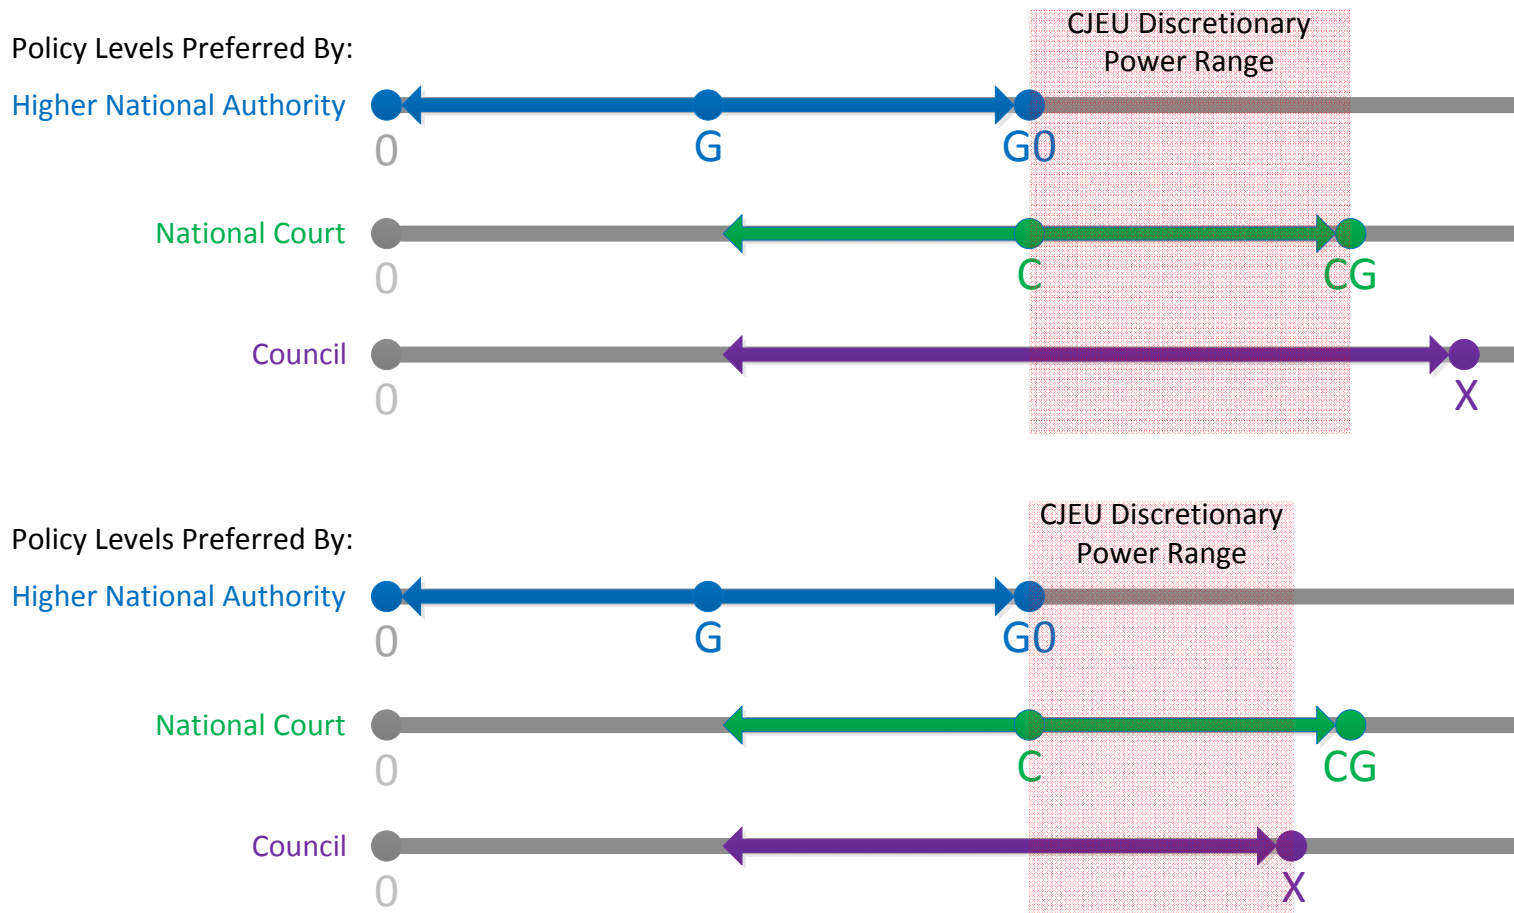 CJEU Discretionary
Power Range
Policy Levels Preferred By:
Higher National Authority
0
G
G0
National Court
0
C
CG
Council
0
X
CJEU Discretionary
Power Range
Policy Levels Preferred By:
Higher National Authority
0
G
G0
National Court
0
C
CG
Council
0
X